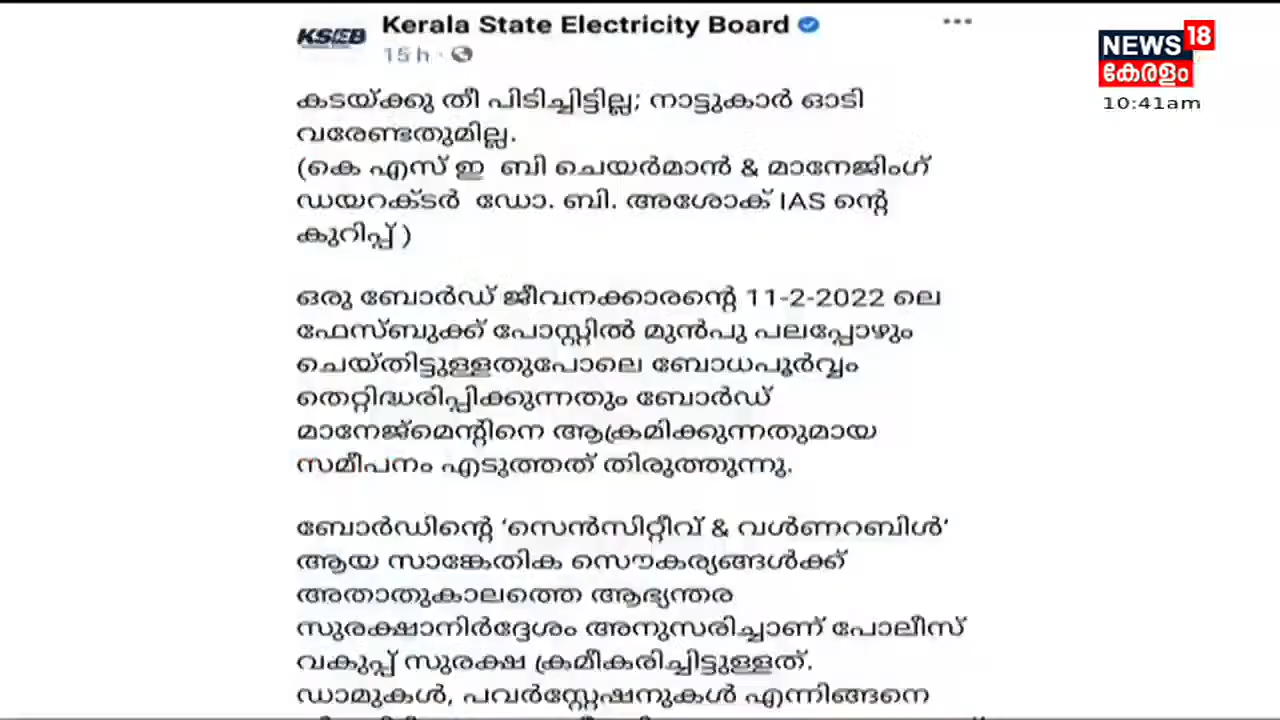 KSEB
Kerala State Electricity Board
15 h
NEWS 18
കേരളം
10:41am
കടയ്ക്കു തീ പിടിച്ചിട്ടില്ല; നാട്ടുകാർ ഓടി
വരേണ്ടതുമില്ല.
(കെ എസ് ഇ ബി ചെയർമാൻ & മാനേജിംഗ്
ഡയറക്ടർ ഡോ. ബി. അശോക് IAS ന്റെ
കുറിപ്പ് )
ഒരു ബോർഡ് ജീവനക്കാരന്റെ 11-2-2022 ലെ
ഫേസ്ബുക്ക് പോസ്റ്റിൽ മുൻപു പലപ്പോഴും
ചെയ്തിട്ടുള്ളതുപോലെ ബോധപൂർവ്വം
തെറ്റിദ്ധരിപ്പിക്കുന്നതും ബോർഡ്
മാനേജ്മെന്റിനെ ആക്രമിക്കുന്നതുമായ
സമീപനം എടുത്തത് തിരുത്തുന്നൂ.
ബോർഡിന്റെ ‘സെൻസിറ്റീവ് & വൾണറബിൾ’
ആയ സാങ്കേതിക സൌകര്യങ്ങൾക്ക്
അതാതുകാലത്തെ ആഭ്യന്തര
സുരക്ഷാനിർദ്ദേശം അനുസരിച്ചാണ് പോലീസ്
വകുപ്പ് സുരക്ഷ ക്രമീകരിച്ചിട്ടുള്ളത്.
ഡാമുകൾ, പവർസ്റ്റേഷനുകൾ എന്നിങ്ങനെ